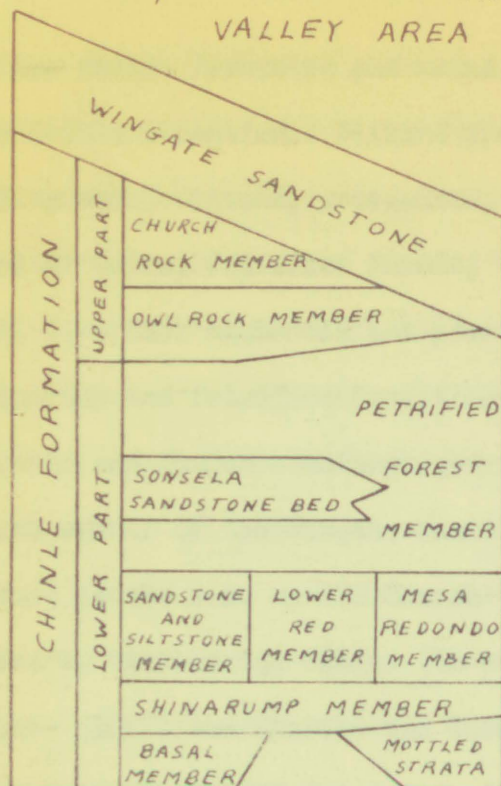 VALLEY AREA
WINGATE SANDSTONE
CHINLE FORMATION
UPPER PART
CHURCH
ROCK MEMBER
OWL ROCK MEMBER
LOWER PART
PETRIFIED
FOREST
MEMBER
SONSELA
SANDSTONE BED
SANDSTONE
AND
SILTSTONE
MEMBER
LOWER
RED
MEMBER
MESA
REDONDO
MEMBER
SHINARUMP MEMBER
BASAL
MEMBER
MOTTLED
STRATA